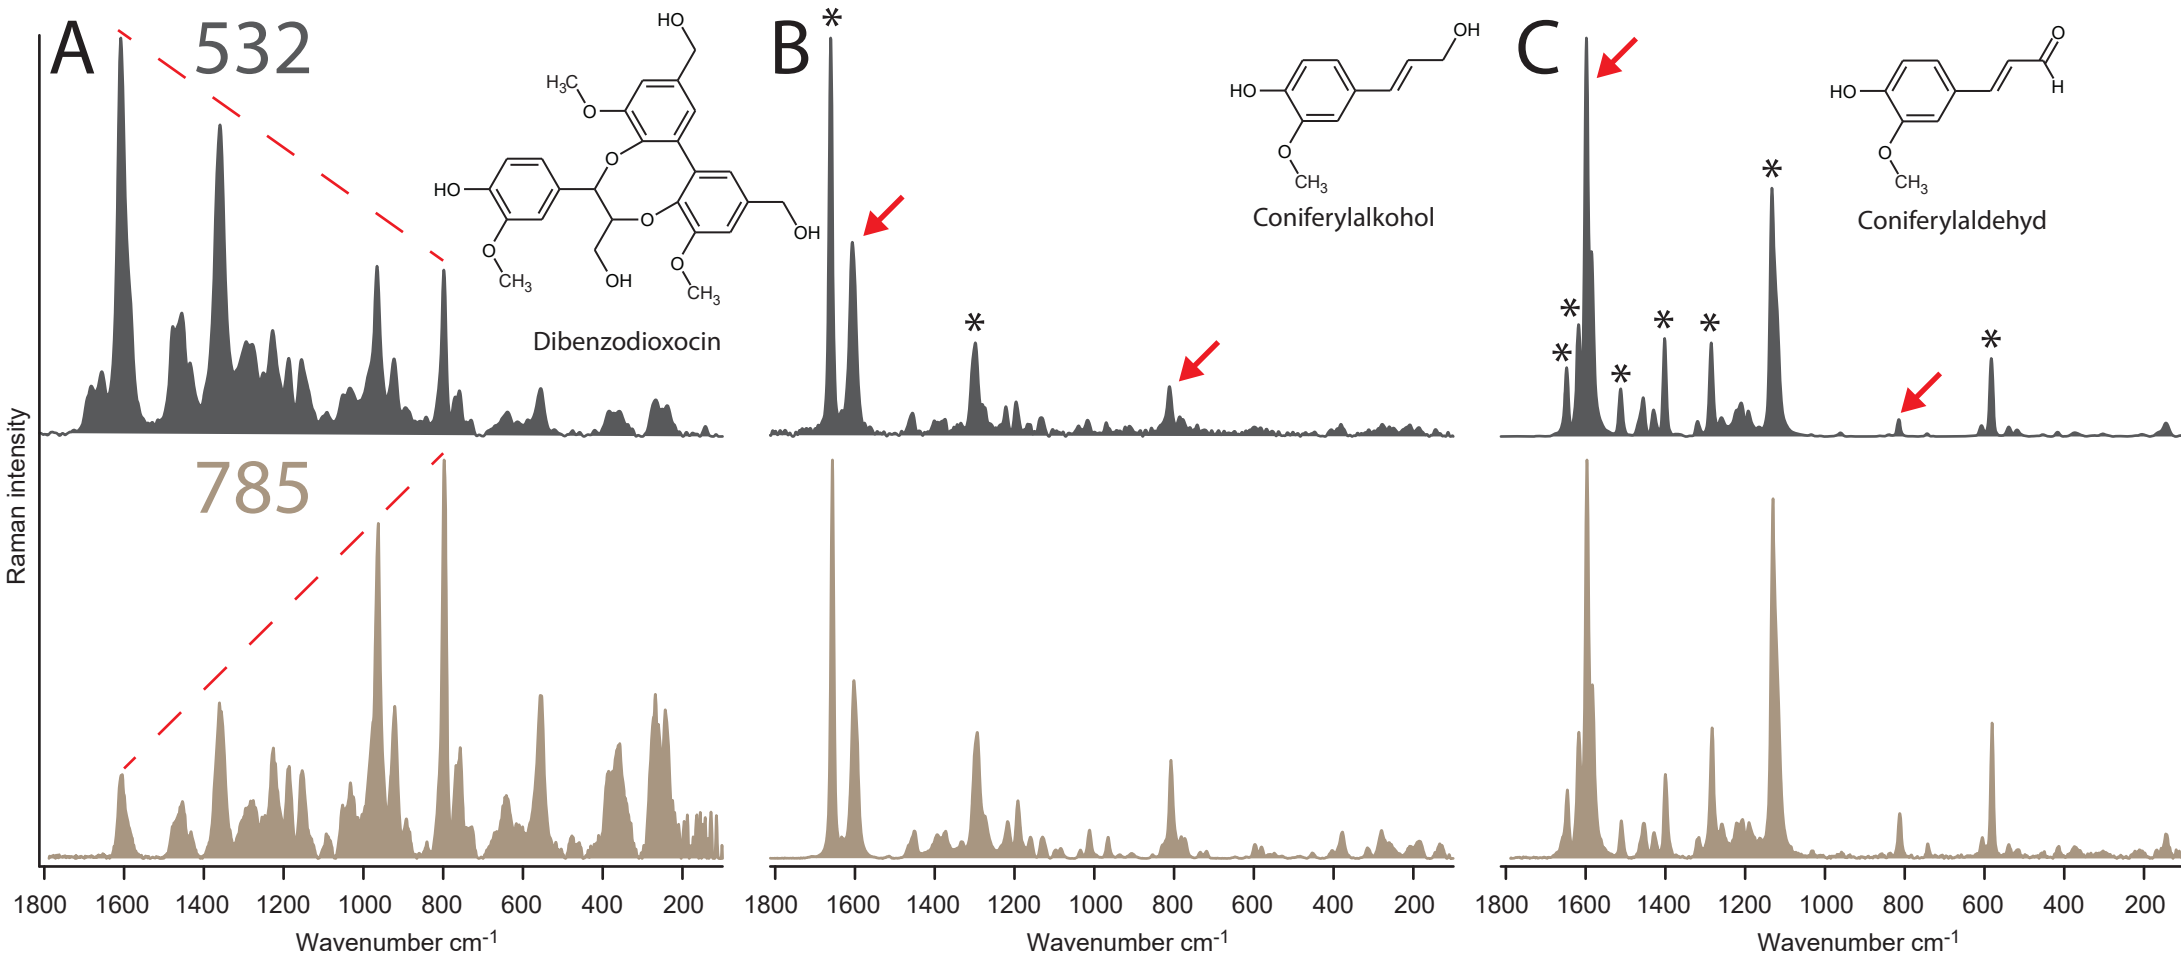 A
532
HO
H3C
O
O
HO
O
O
CH3
OH
O
CH3
OH
Dibenzodioxocin
B
*
*
OH
HO
O
CH3
Coniferylalkohol
C
*
*
*
*
*
*
*
O
H
HO
O
CH3
Coniferylaldehyd
785
Raman intensity
1800 1600 1400 1200 1000 800 600 400 200
Wavenumber cm-1
1800 1600 1400 1200 1000 800 600 400
Wavenumber cm-1
1800 1600 1400 1200 1000 800 600 400 200
Wavenumber cm-1